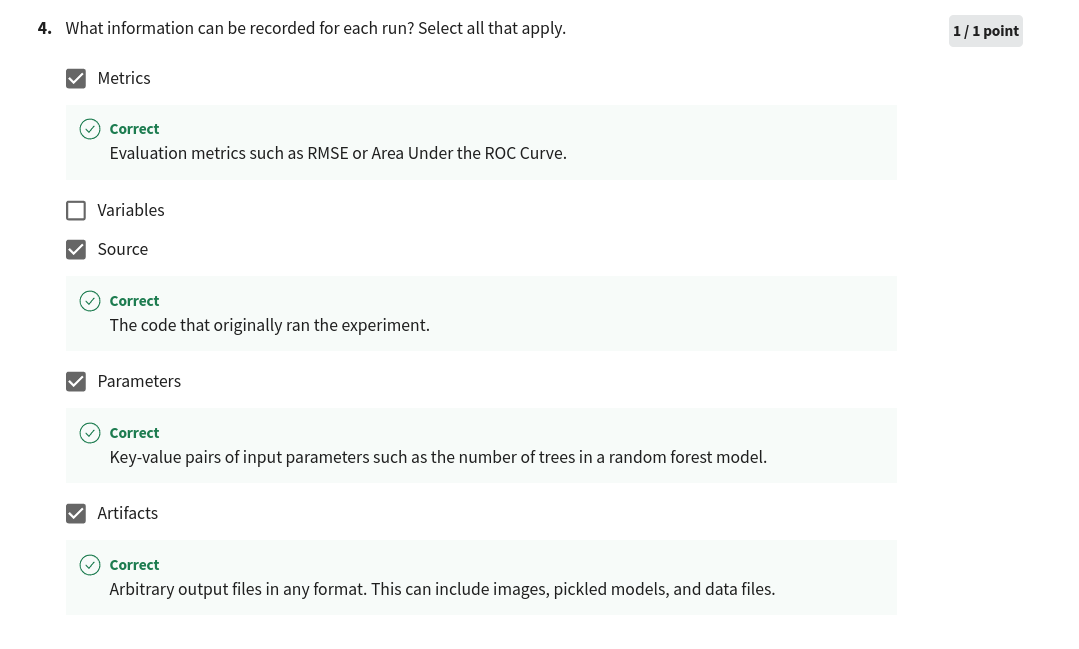 4. What information can be recorded for each run? Select all that apply.
1 / 1 point
Metrics
Correct
Evaluation metrics such as RMSE or Area Under the ROC Curve.
Variables
Source
Correct
The code that originally ran the experiment.
Parameters
Correct
Key-value pairs of input parameters such as the number of trees in a random forest model.
Artifacts
Correct
Arbitrary output files in any format. This can include images, pickled models, and data files.